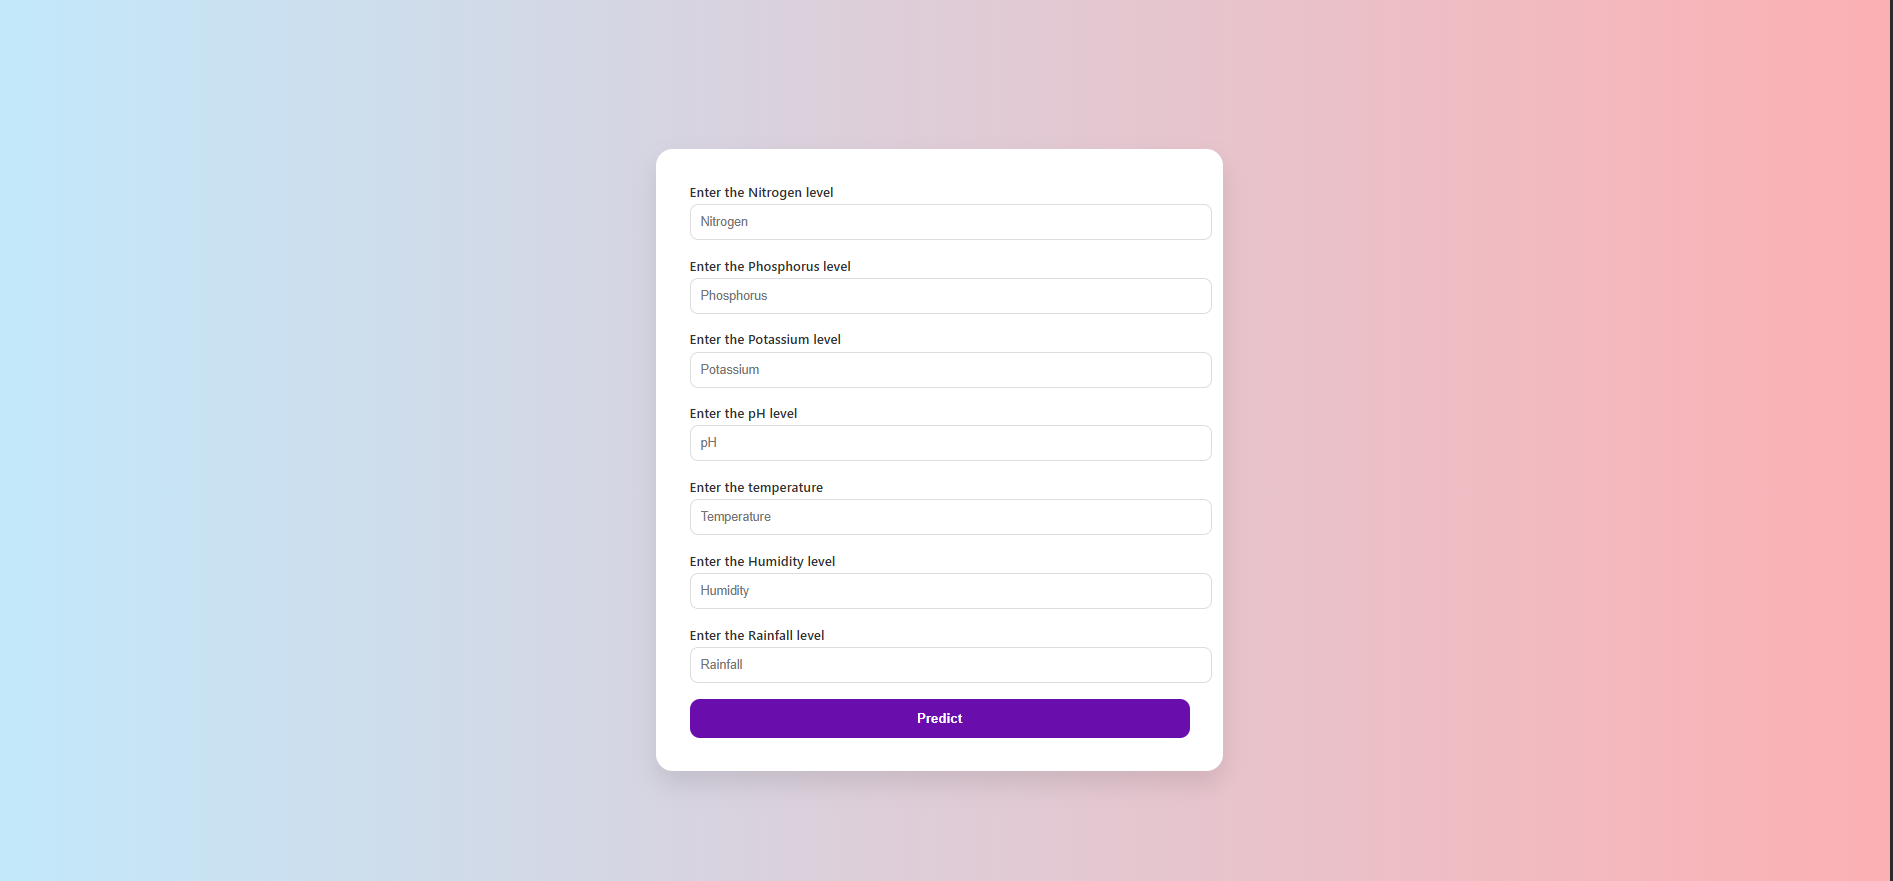 Enter the Nitrogen level
Nitrogen
Enter the Phosphorus level
Phosphorus
Enter the Potassium level
Potassium
Enter the pH level
pH
Enter the temperature
Temperature
Enter the Humidity level
Humidity
Enter the Rainfall level
Rainfall
Predict